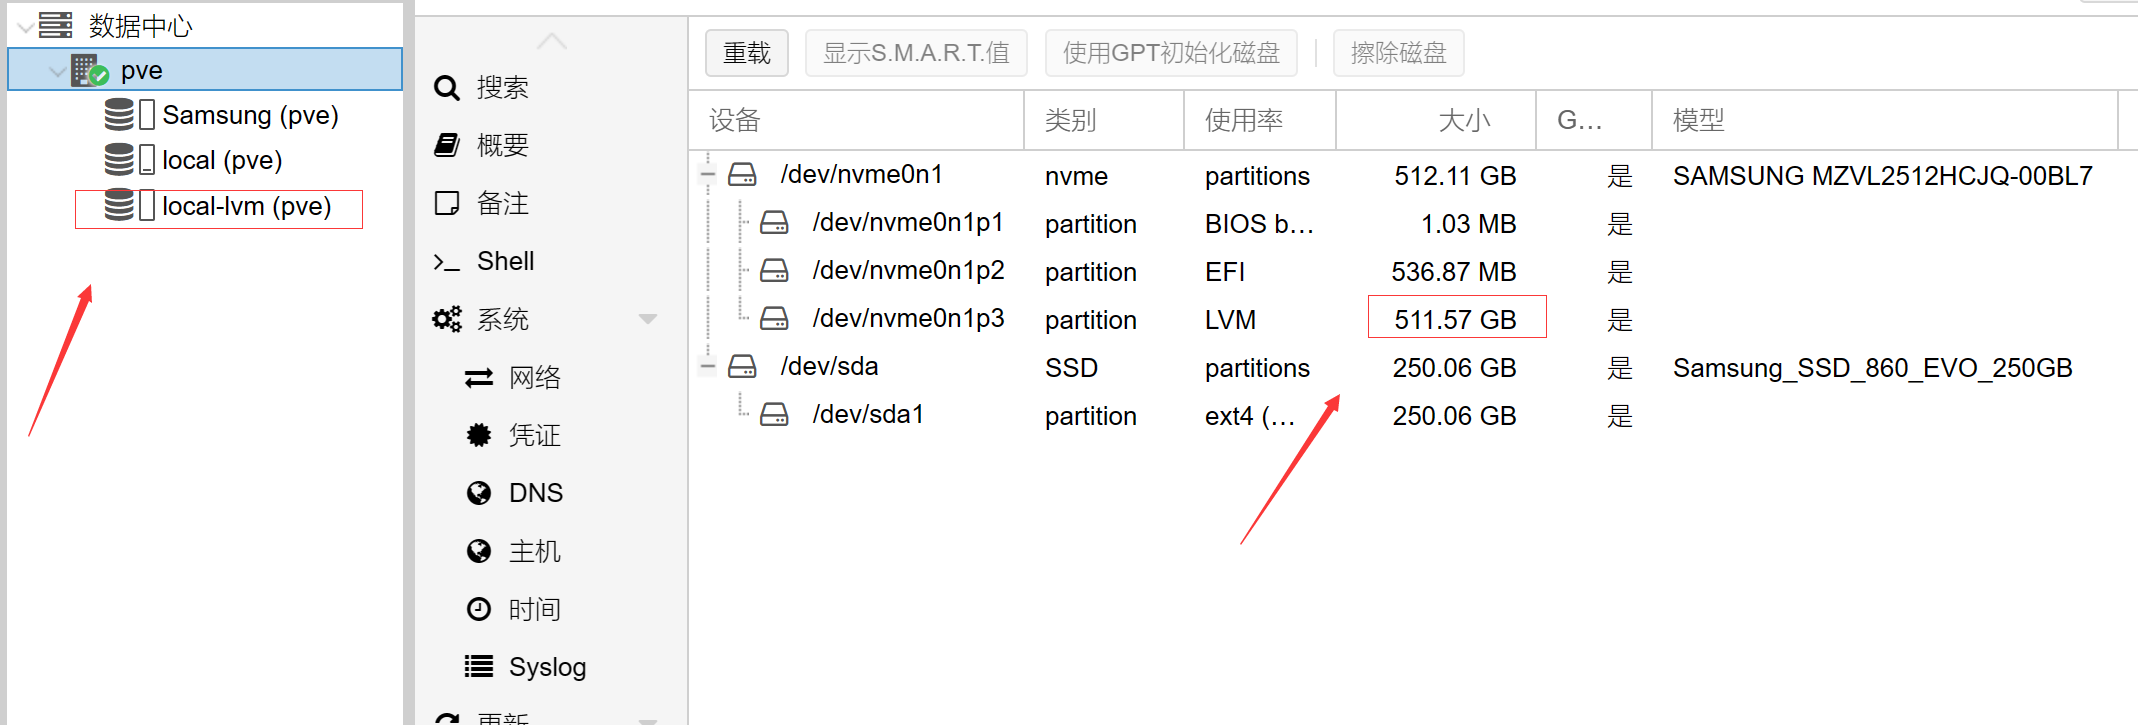 数据中心
pve
Samsung (pve)
local (pve)
local-lvm (pve)
搜索
概要
备注
Shell
系统
网络
凭证
DNS
主机
时间
Syslog
更新
重载 显示S.M.A.R.T.值 使用GPT初始化磁盘 擦除磁盘
设备 类别 使用率 大小 G... 模型
/dev/nvme0n1 nvme partitions 512.11 GB 是 SAMSUNG MZVL2512HCJQ-00BL7
/dev/nvme0n1p1 partition BIOS b... 1.03 MB 是
/dev/nvme0n1p2 partition EFI 536.87 MB 是
/dev/nvme0n1p3 partition LVM 511.57 GB 是
/dev/sda SSD partitions 250.06 GB 是 Samsung_SSD_860_EVO_250GB
/dev/sda1 partition ext4 (... 250.06 GB 是